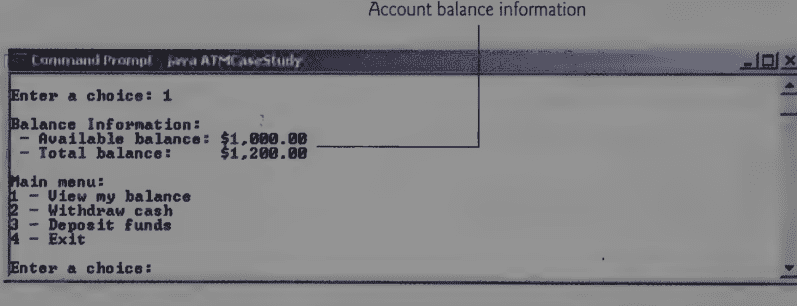 Account balance information
Command Prompt - java ATMCaseStudy
Enter a choice: 1
Balance Information:
- Available balance: $1,000.00
- Total balance: $1,200.00
Main menu:
1 - View my balance
2 - Withdraw cash
3 - Deposit funds
4 - Exit
Enter a choice: